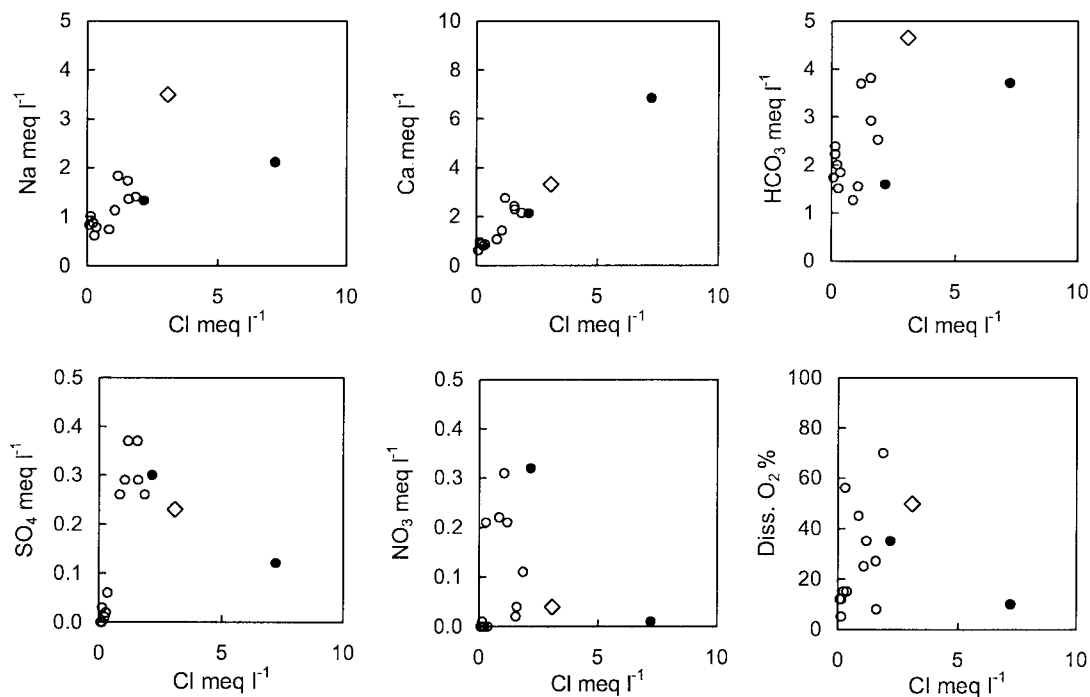 5
4
3
2
1
0
Na meq l⁻¹
0 5 10
Cl meq l⁻¹
10
8
6
4
2
0
Ca meq l⁻¹
0 5 10
Cl meq l⁻¹
5
4
3
2
1
0
HCO₃ meq l⁻¹
0 5 10
Cl meq l⁻¹
0.5
0.4
0.3
0.2
0.1
0.0
SO₄ meq l⁻¹
0 5 10
Cl meq l⁻¹
0.5
0.4
0.3
0.2
0.1
0.0
NO₃ meq l⁻¹
0 5 10
Cl meq l⁻¹
100
80
60
40
20
0
Diss. O₂ %
0 5 10
Cl meq l⁻¹